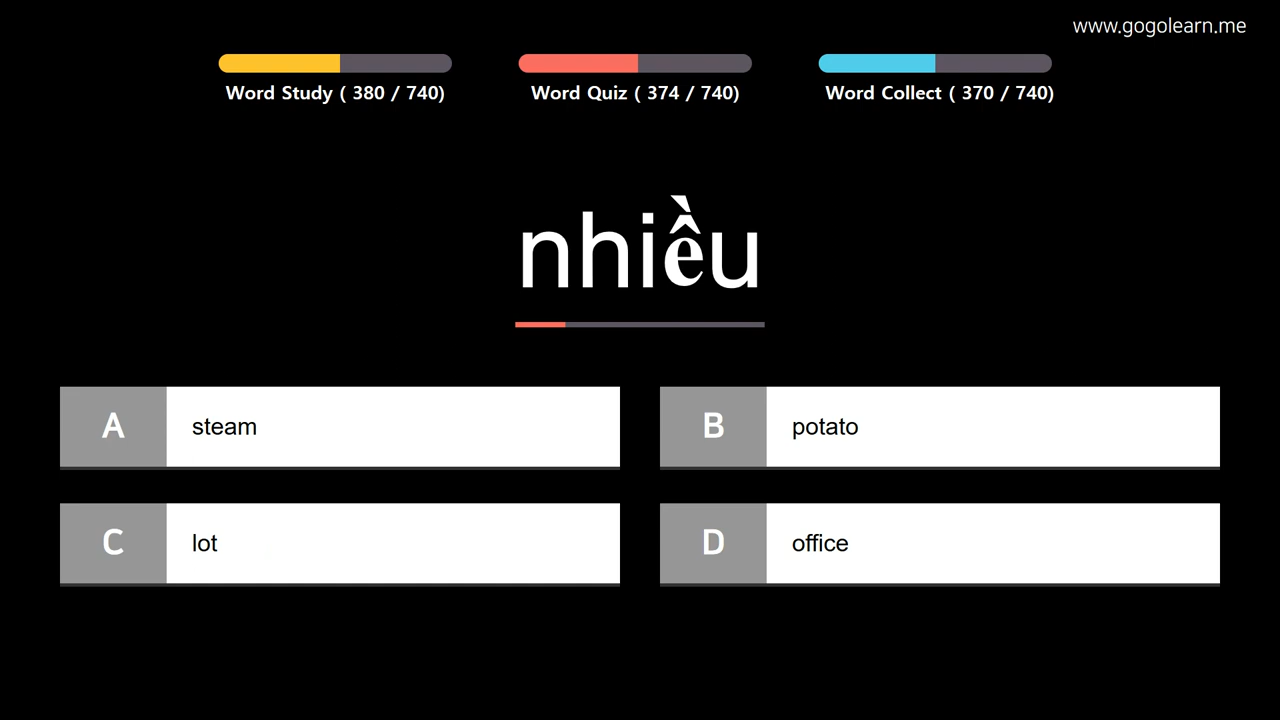 www.gogolearn.me
Word Study ( 380 / 740)
Word Quiz ( 374 / 740)
Word Collect ( 370 / 740)
nhiều
A steam
B potato
C lot
D office